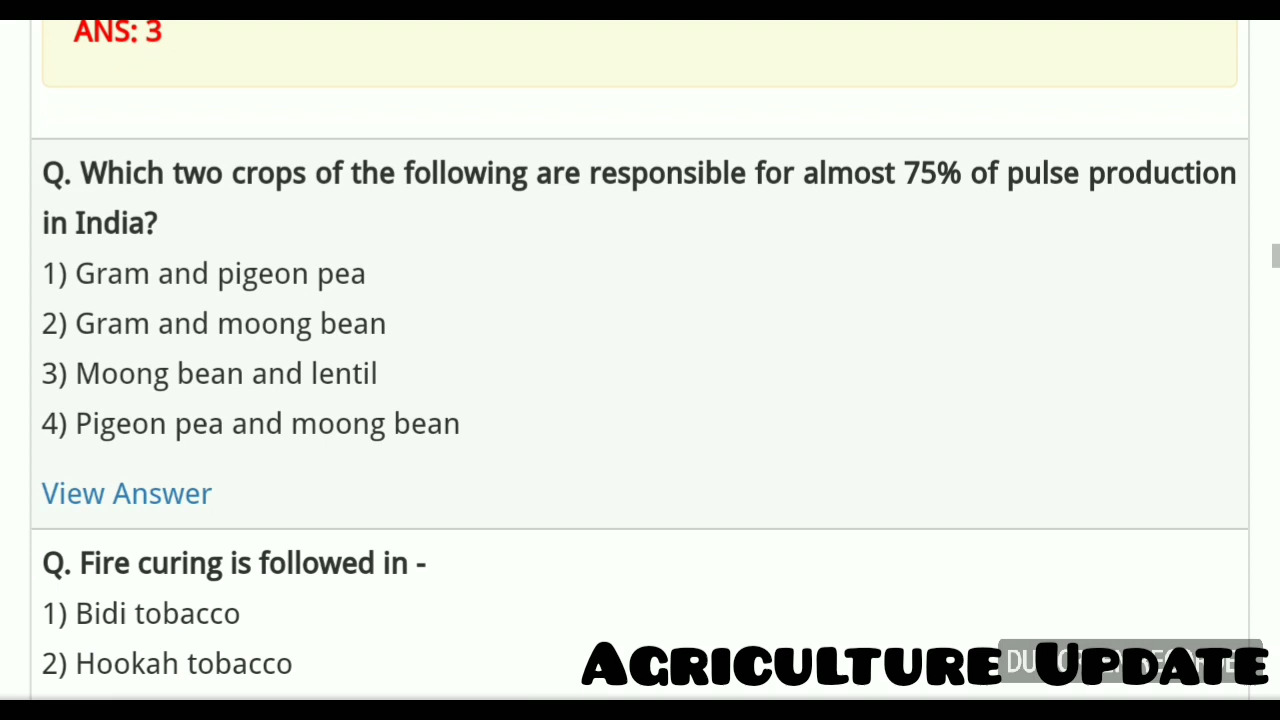 ANS: 3
Q. Which two crops of the following are responsible for almost 75% of pulse production
in India?
1) Gram and pigeon pea
2) Gram and moong bean
3) Moong bean and lentil
4) Pigeon pea and moong bean
View Answer
Q. Fire curing is followed in -
1) Bidi tobacco
2) Hookah tobacco
AGRICULTURE UPDATE